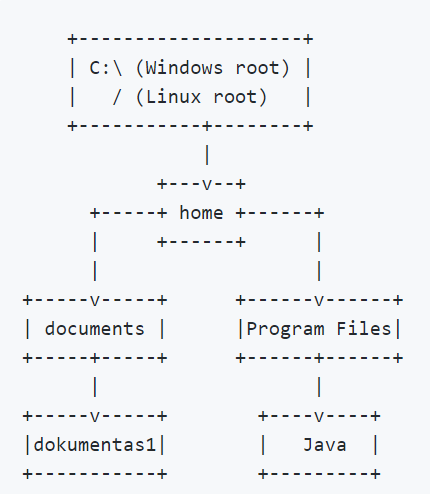 C:\ (Windows root)
/ (Linux root)
home
documents
Program Files
dokumentas1
Java